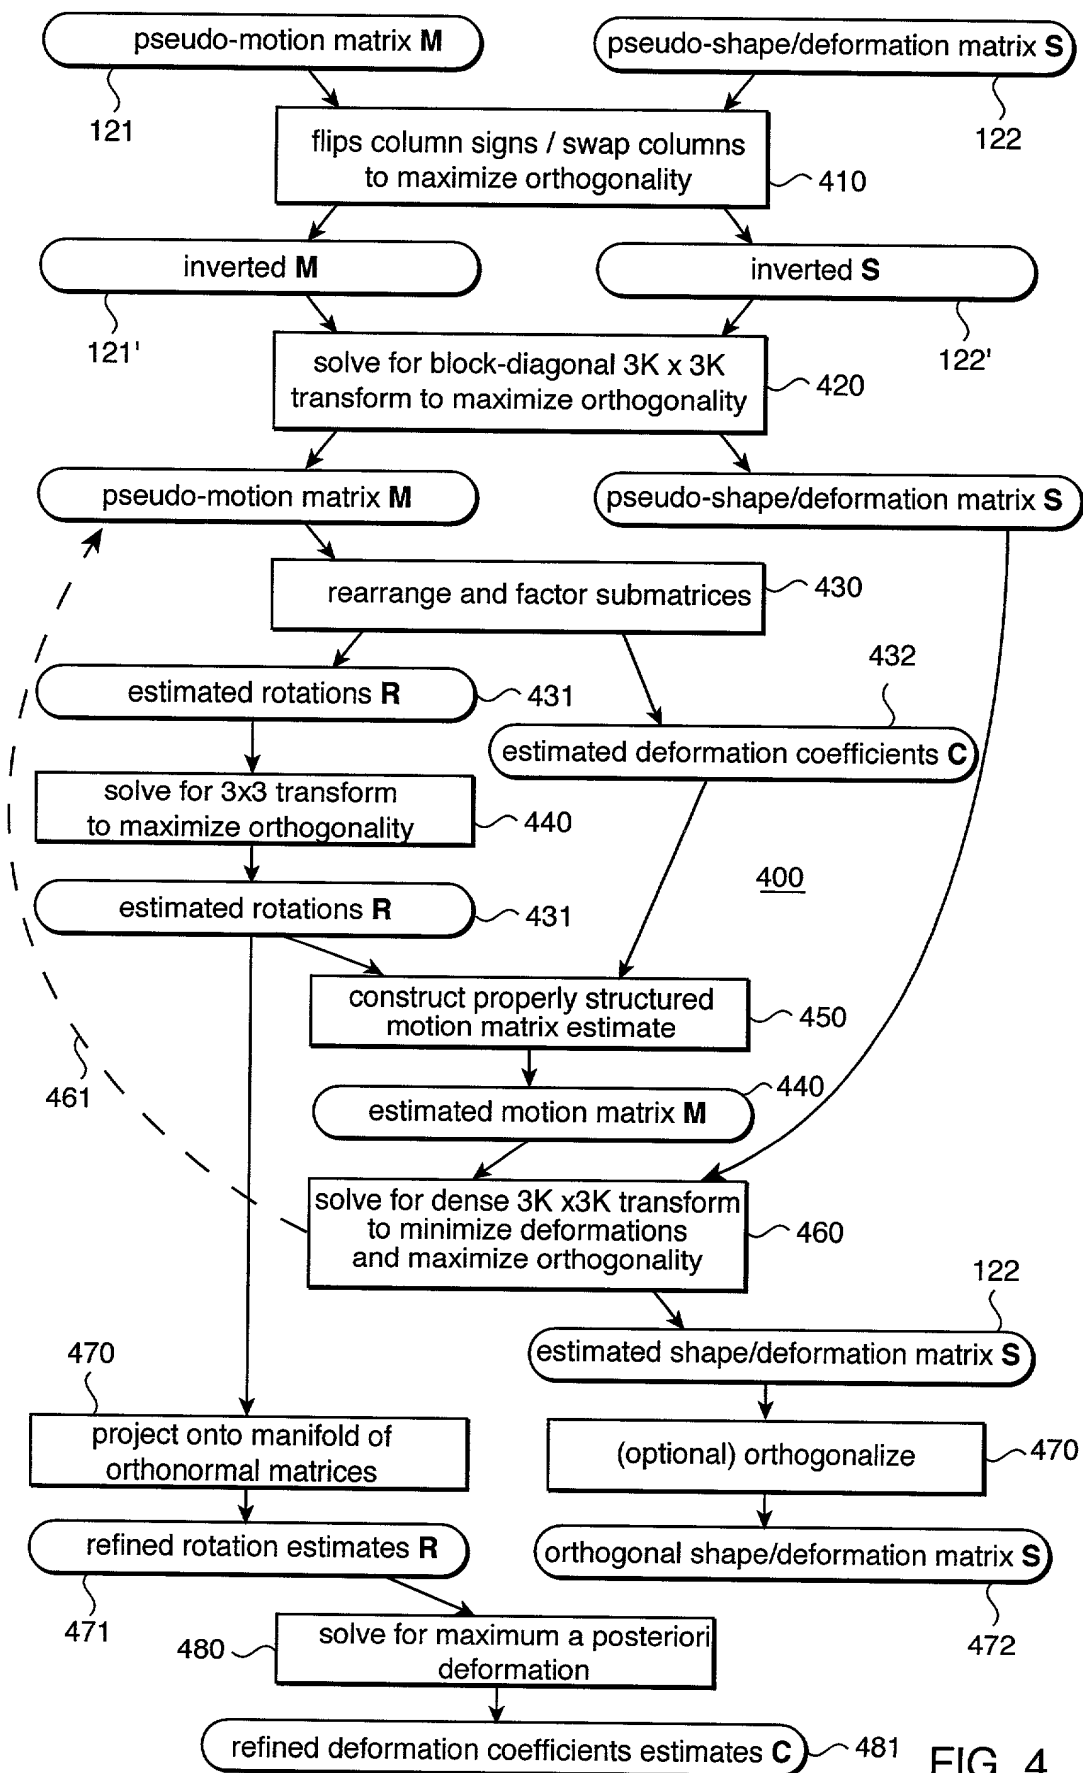 pseudo-motion matrix M
pseudo-shape/deformation matrix S
121
122
flips column signs / swap columns
to maximize orthogonality
410
inverted M
inverted S
121'
122'
solve for block-diagonal 3K x 3K
transform to maximize orthogonality
420
pseudo-motion matrix M
pseudo-shape/deformation matrix S
rearrange and factor submatrices
430
432
estimated rotations R
431
estimated deformation coefficients C
solve for 3x3 transform
to maximize orthogonality
440
400
estimated rotations R
431
construct properly structured
motion matrix estimate
450
461
440
estimated motion matrix M
solve for dense 3K x3K transform
to minimize deformations
and maximize orthogonality
460
122
estimated shape/deformation matrix S
470
project onto manifold of
orthonormal matrices
(optional) orthogonalize
470
refined rotation estimates R
orthogonal shape/deformation matrix S
471
472
480
solve for maximum a posteriori
deformation
refined deformation coefficients estimates C
481
FIG. 4